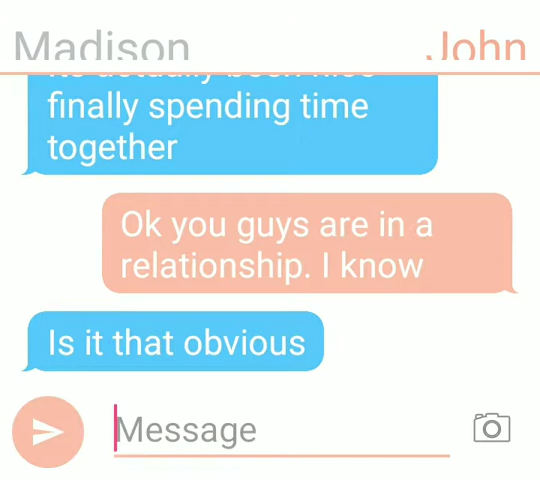 Madison John
finally spending time
together
Ok you guys are in a
relationship. I know
Is it that obvious
Message